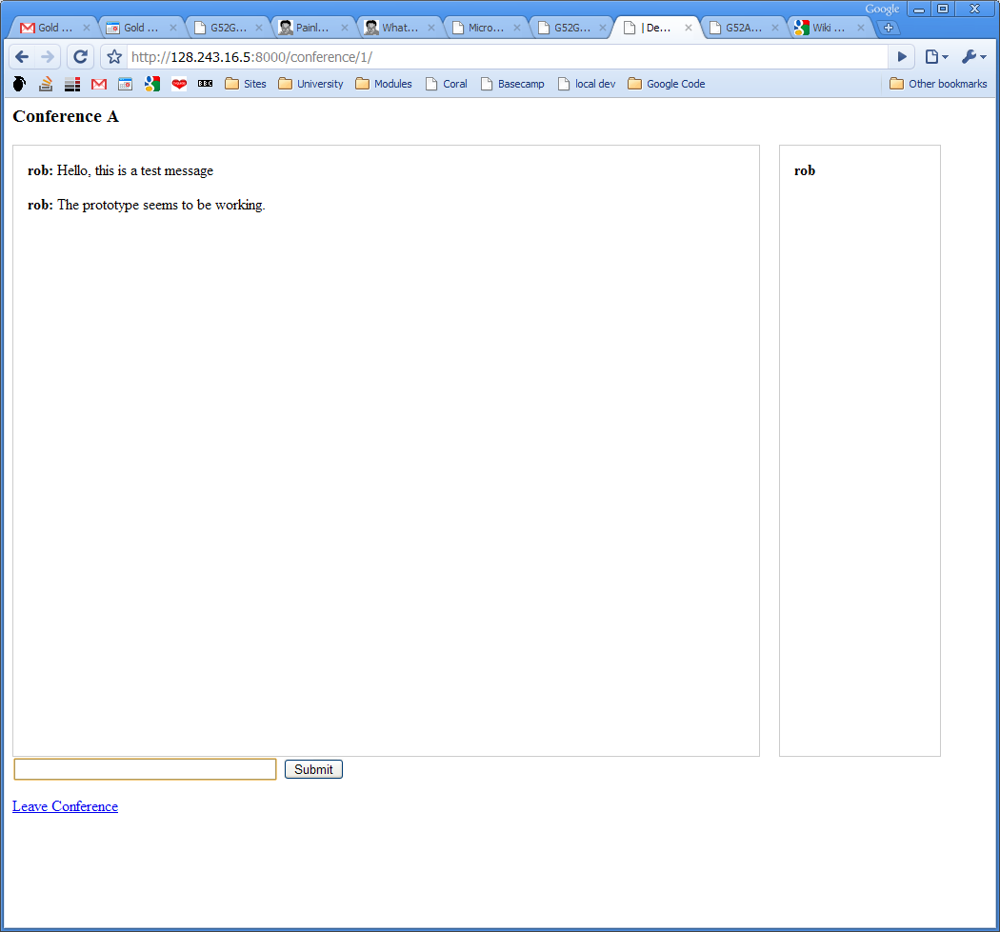 Google
Gold ... Gold ... G52G... Painl... What... Micro... G52G... | De... G52A... Wiki ...
http://128.243.16.5:8000/conference/1/
BBC Sites University Modules Coral Basecamp local dev Google Code Other bookmarks
Conference A
rob: Hello, this is a test message
rob
rob: The prototype seems to be working.
Submit
Leave Conference